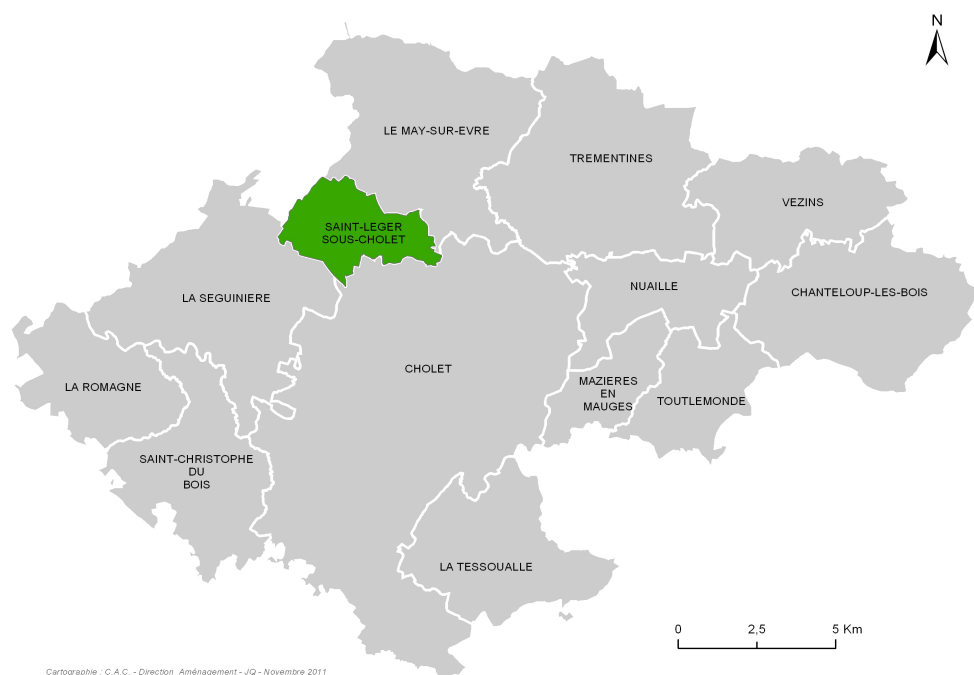 N
LE MAY-SUR-EVRE
TREMENTINES
VEZINS
SAINT-LEGER
SOUS-CHOLET
NUAILLE
CHANTELOUP-LES-BOIS
LA SEGUINIERE
CHOLET
LA ROMAGNE
MAZIERES
EN
MAUGES
TOUTLEMONDE
SAINT-CHRISTOPHE
DU
BOIS
LA TESSOUALLE
0 2,5 5 Km
Cartographie : C.A.C. - Direction Aménagement - JQ - Novembre 2011